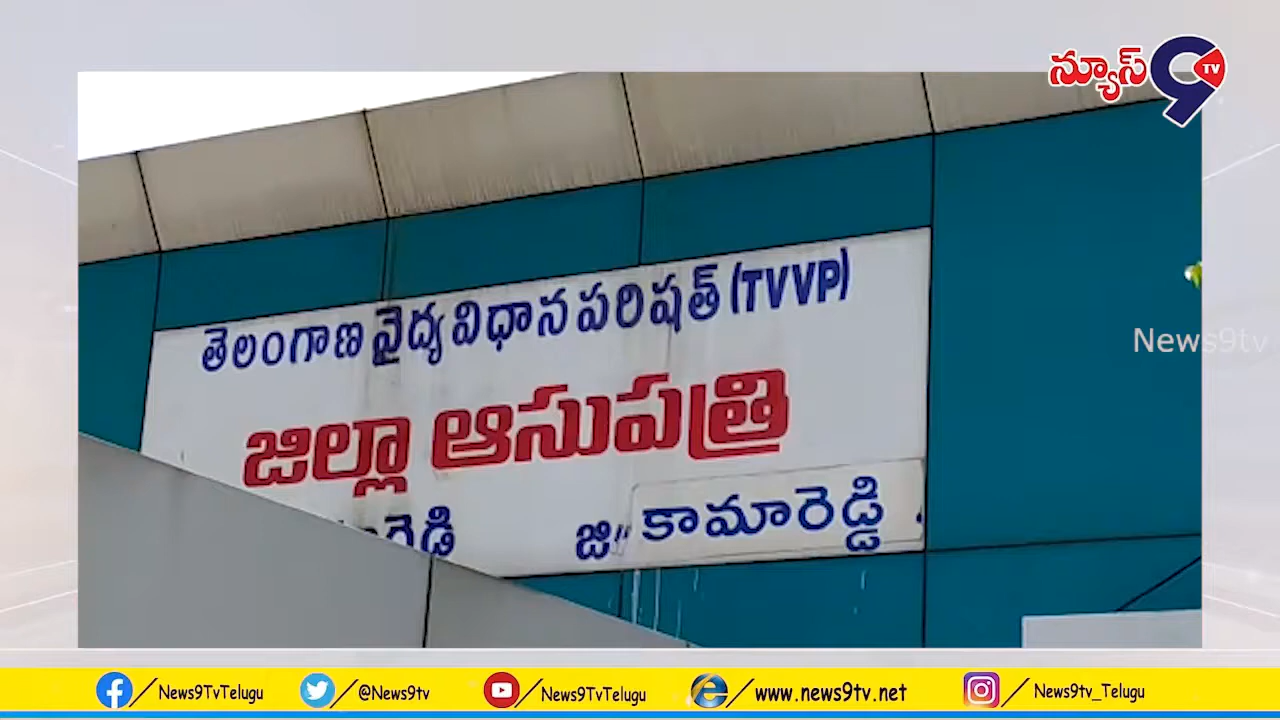 న్యూస్ 9 TV
తెలంగాణ వైద్య విధాన పరిషత్ (TVVP)
జిల్లా ఆసుపత్రి
జి॥ కామారెడ్డి
News9tv
News9TvTelugu @News9tv News9TvTelugu www.news9tv.net News9tv_Telugu